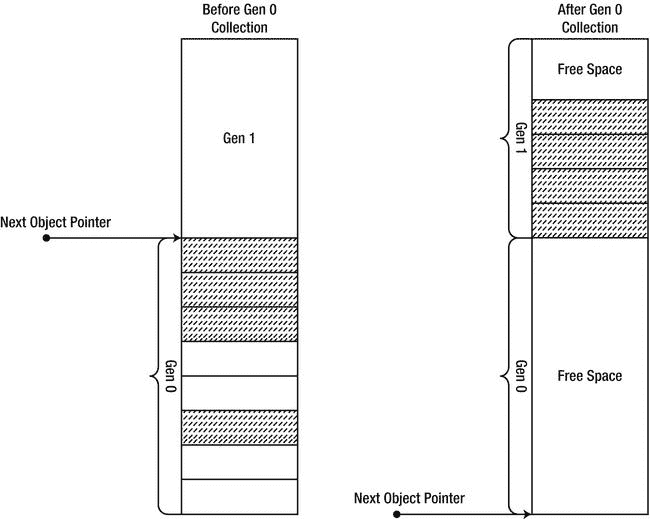 Before Gen 0
Collection
Gen 1
Next Object Pointer
Gen 0
After Gen 0
Collection
Free Space
Gen 1
Gen 0
Free Space
Next Object Pointer